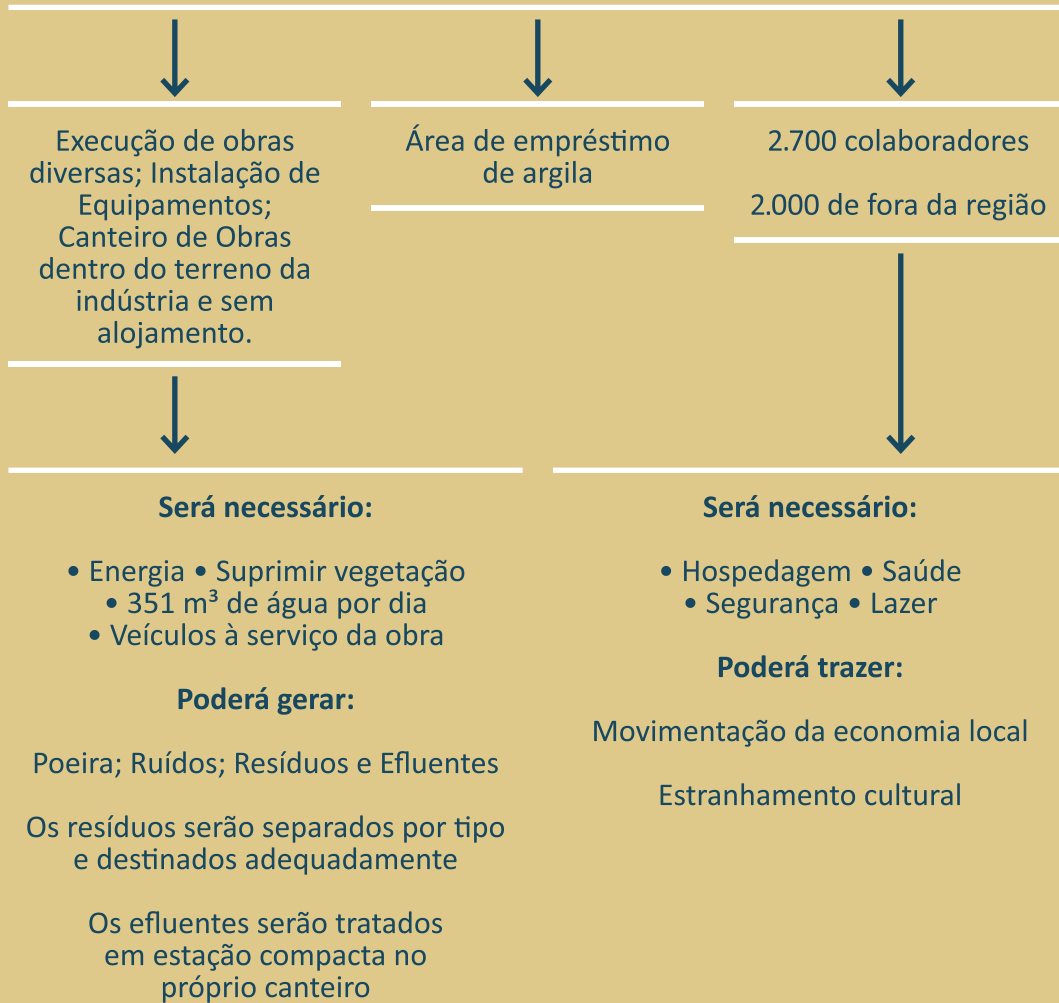 Execução de obras
diversas; Instalação de
Equipamentos;
Canteiro de Obras
dentro do terreno da
indústria e sem
alojamento.
Área de empréstimo
de argila
2.700 colaboradores
2.000 de fora da região
Será necessário:
• Energia • Suprimir vegetação
• 351 m³ de água por dia
• Veículos à serviço da obra
Poderá gerar:
Poeira; Ruídos; Resíduos e Efluentes
Os resíduos serão separados por tipo
e destinados adequadamente
Os efluentes serão tratados
em estação compacta no
próprio canteiro
Será necessário:
• Hospedagem • Saúde
• Segurança • Lazer
Poderá trazer:
Movimentação da economia local
Estranhamento cultural